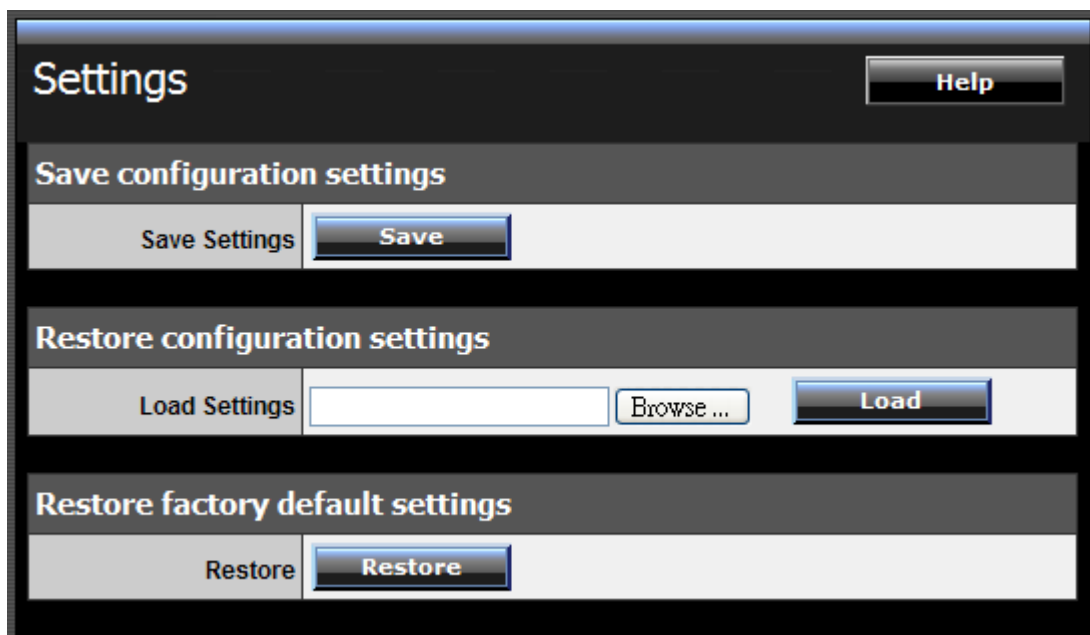 Settings
Help
Save configuration settings
Save Settings
Save
Restore configuration settings
Load Settings
Browse ...
Load
Restore factory default settings
Restore
Restore